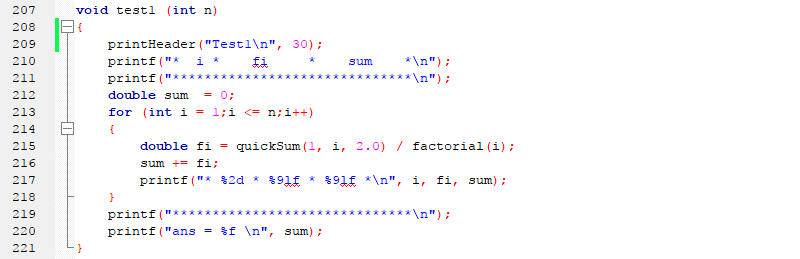 207 void test1 (int n)
208 {
209     printHeader("Test1\n", 30);
210     printf("*  i *    fi     *    sum    *\n");
211     printf("******************************\n");
212     double sum  = 0;
213     for (int i = 1;i <= n;i++)
214     {
215         double fi = quickSum(1, i, 2.0) / factorial(i);
216         sum += fi;
217         printf("* %2d * %9lf * %9lf *\n", i, fi, sum);
218     }
219     printf("******************************\n");
220     printf("ans = %f \n", sum);
221 }